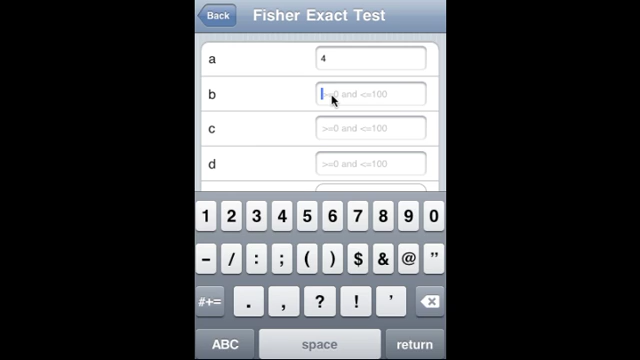 Back Fisher Exact Test
a 4
b >=0 and <=100
c >=0 and <=100
d >=0 and <=100
1 2 3 4 5 6 7 8 9 0
- / : ; ( ) $ & @ "
#+= . , ? ! '
ABC space return